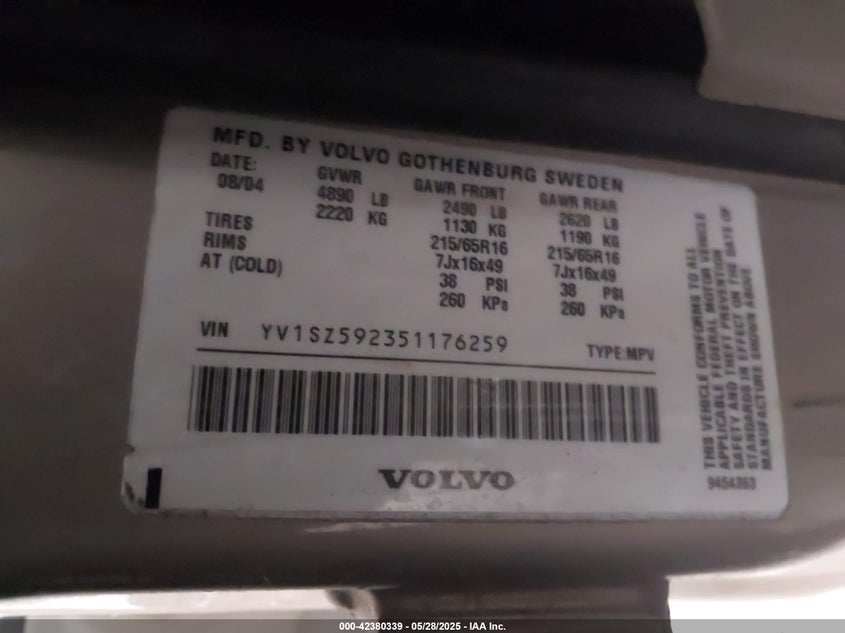 MFD. BY VOLVO GOTHENBURG SWEDEN
DATE: GVWR GAWR FRONT GAWR REAR
08/04 4890 LB 2490 LB 2620 LB
2220 KG 1130 KG 1190 KG
TIRES 215/65R16 215/65R16
RIMS 7Jx16x49 7Jx16x49
AT (COLD) 38 PSI 38 PSI
260 KPa 260 KPa
VIN YV1SZ592351176259 TYPE:MPV
VOLVO
THIS VEHICLE CONFORMS TO ALL
APPLICABLE FEDERAL MOTOR VEHICLE
SAFETY AND THEFT PREVENTION
STANDARDS IN EFFECT ON THE DATE OF
MANUFACTURE SHOWN ABOVE
000-42380339 - 05/28/2025 - IAA Inc.